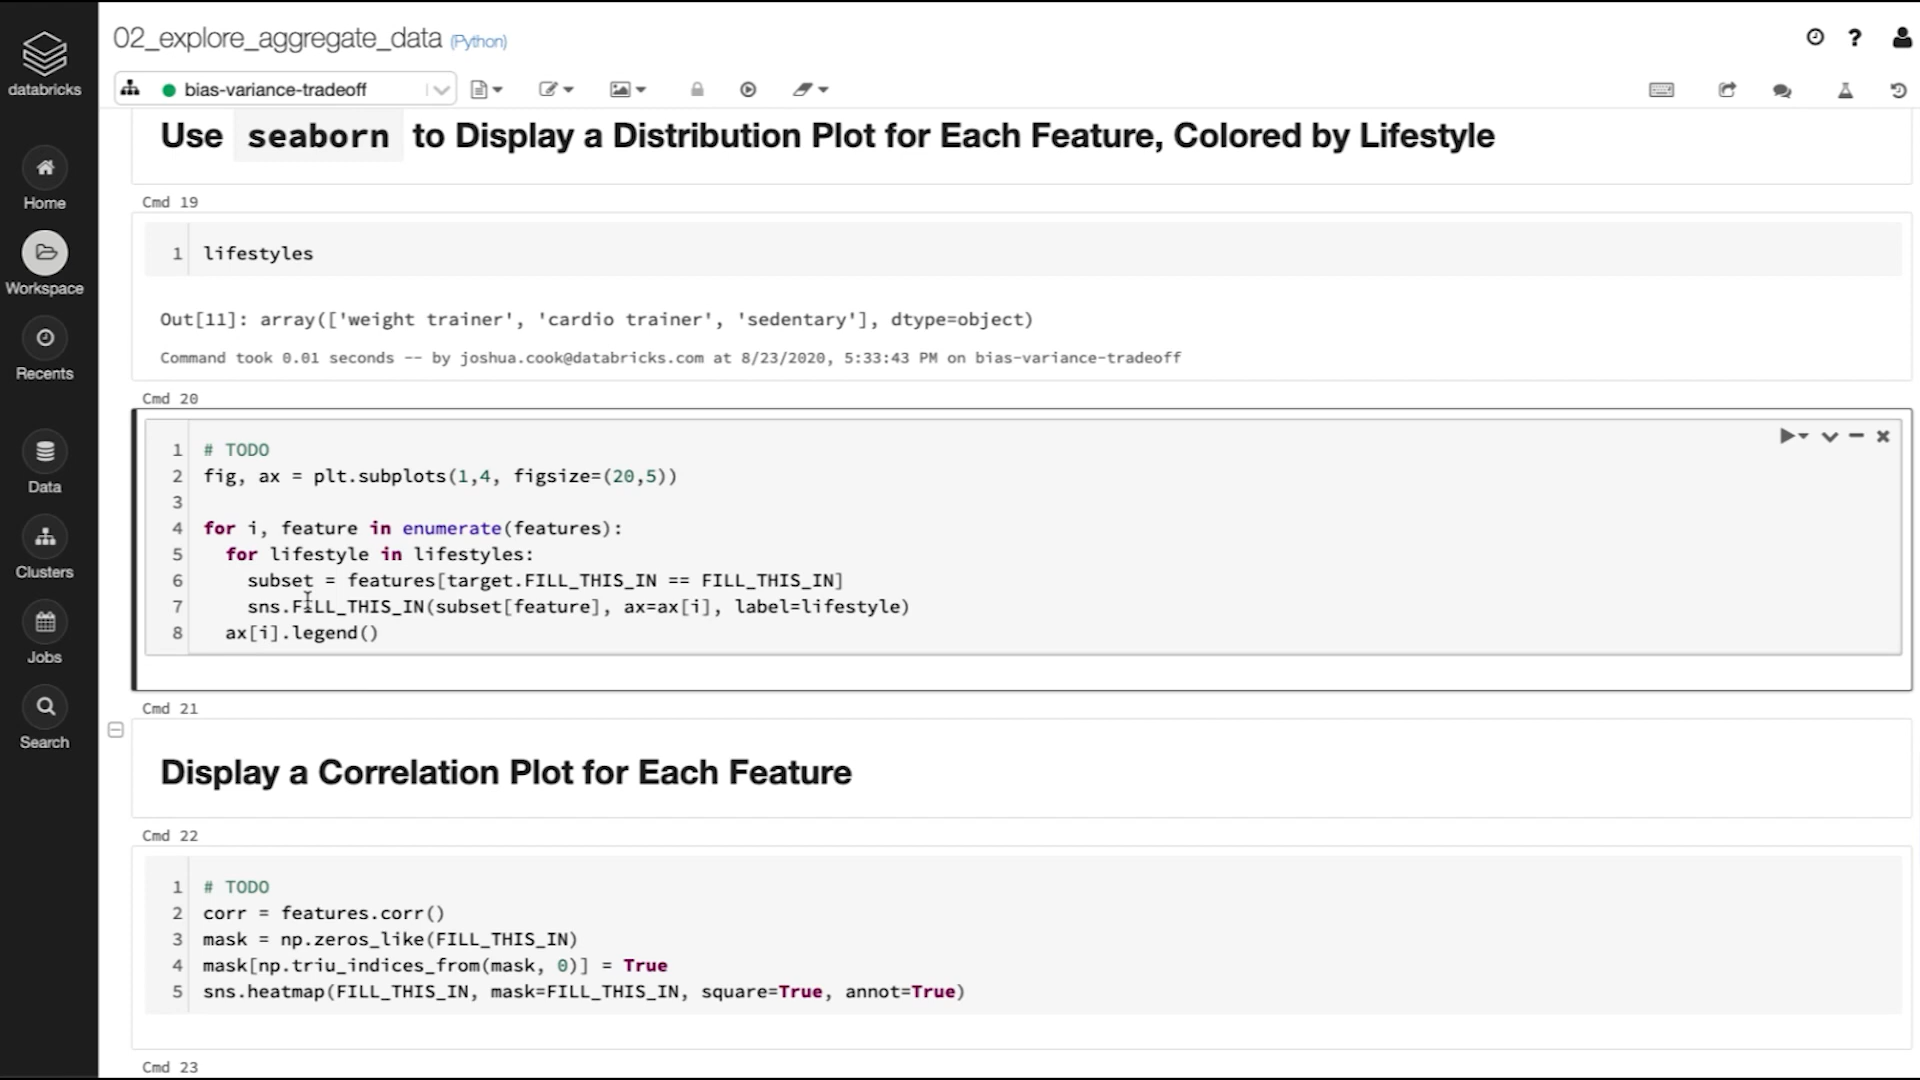 databricks
Home
Workspace
Recents
Data
Clusters
Jobs
Search
02_explore_aggregate_data (Python)
?
bias-variance-tradeoff
Use seaborn to Display a Distribution Plot for Each Feature, Colored by Lifestyle
Cmd 19
1 lifestyles
Out[11]: array(['weight trainer', 'cardio trainer', 'sedentary'], dtype=object)
Command took 0.01 seconds -- by joshua.cook@databricks.com at 8/23/2020, 5:33:43 PM on bias-variance-tradeoff
Cmd 20
1 # TODO
2 fig, ax = plt.subplots(1,4, figsize=(20,5))
3
4 for i, feature in enumerate(features):
5   for lifestyle in lifestyles:
6     subset = features[target.FILL_THIS_IN == FILL_THIS_IN]
7     sns.FILL_THIS_IN(subset[feature], ax=ax[i], label=lifestyle)
8   ax[i].legend()
Cmd 21
Display a Correlation Plot for Each Feature
Cmd 22
1 # TODO
2 corr = features.corr()
3 mask = np.zeros_like(FILL_THIS_IN)
4 mask[np.triu_indices_from(mask, 0)] = True
5 sns.heatmap(FILL_THIS_IN, mask=FILL_THIS_IN, square=True, annot=True)
Cmd 23